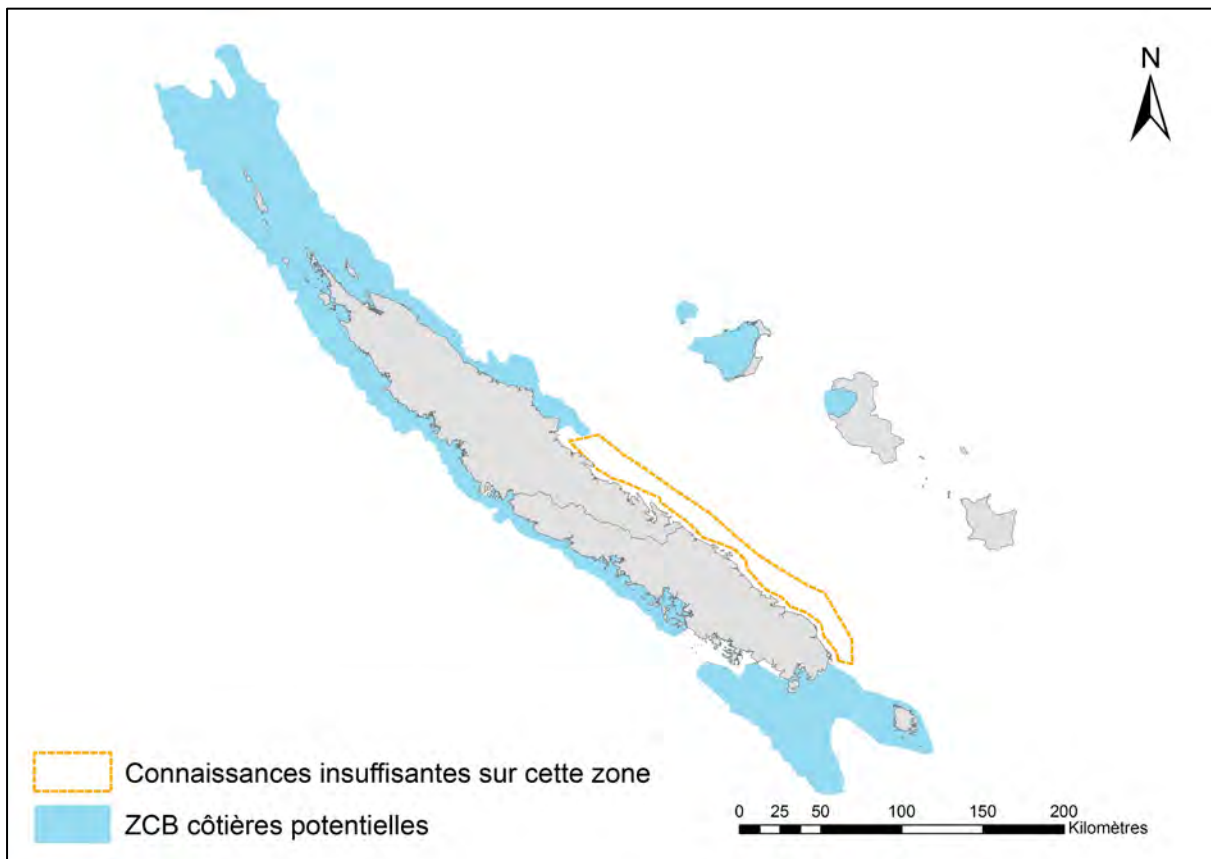 N
Connaissances insuffisantes sur cette zone
ZCB côtières potentielles
0 25 50 100 150 200
Kilomètres